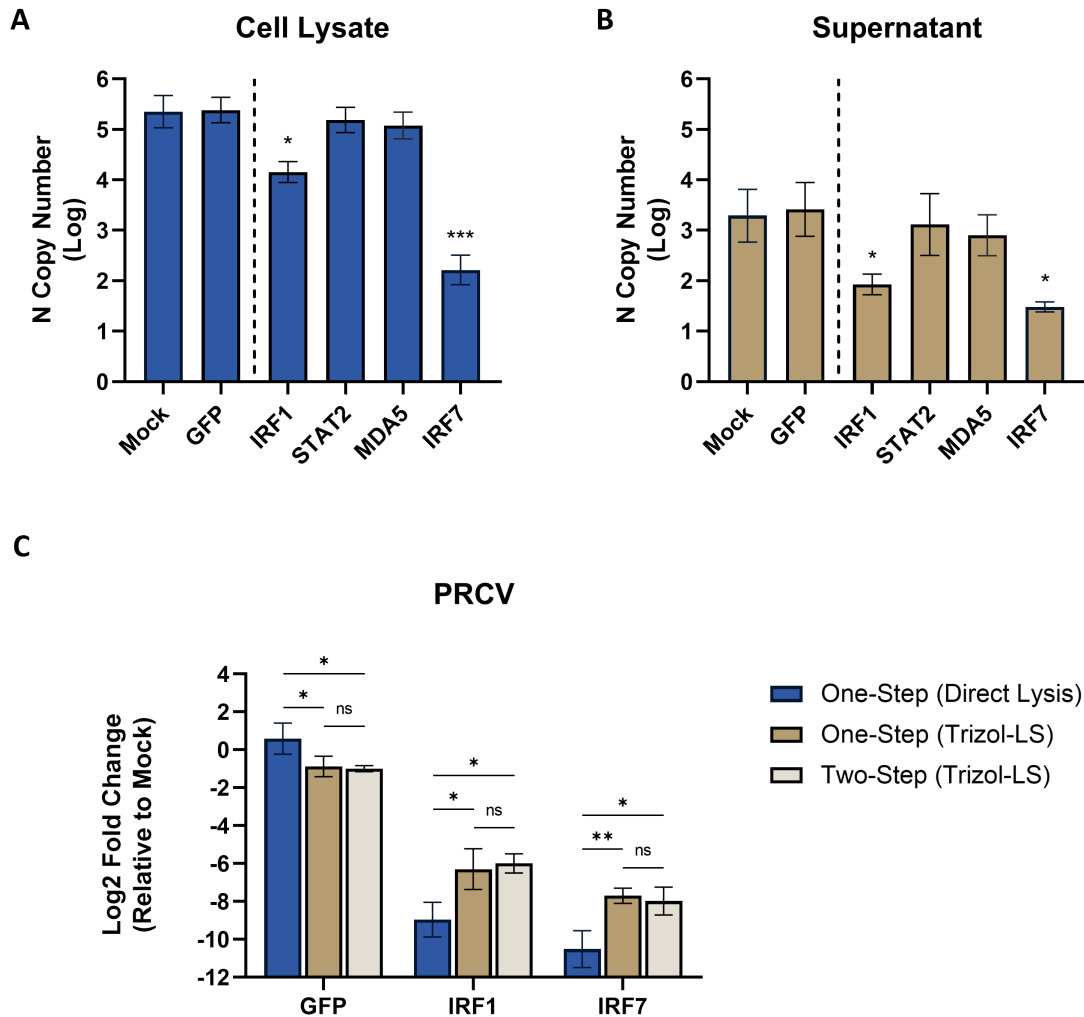 A
Cell Lysate
N Copy Number
(Log)
6
5
4
3
2
1
0
*
***
Mock
GFP
IRF1
STAT2
MDA5
IRF7
B
Supernatant
N Copy Number
(Log)
6
5
4
3
2
1
0
*
*
Mock
GFP
IRF1
STAT2
MDA5
IRF7
C
PRCV
Log2 Fold Change
(Relative to Mock)
4
2
0
-2
-4
-6
-8
-10
-12
*
*
ns
*
*
ns
*
**
ns
GFP
IRF1
IRF7
One-Step (Direct Lysis)
One-Step (Trizol-LS)
Two-Step (Trizol-LS)